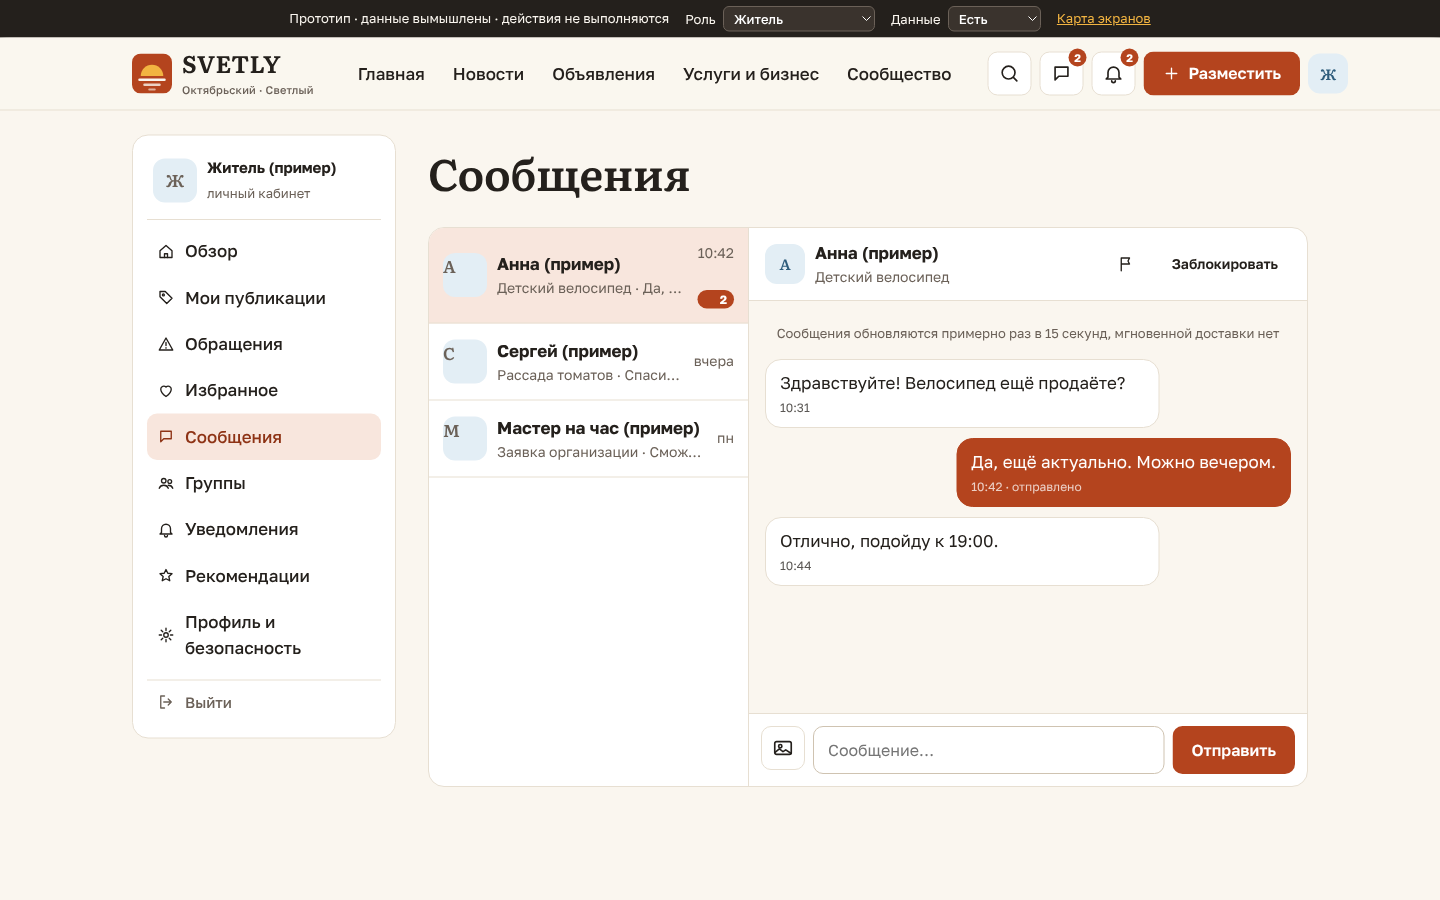 Прототип · данные вымышлены · действия не выполняются
Роль
Житель
Данные
Есть
Карта экранов
SVETLY
Октябрьский · Светлый
Главная
Новости
Объявления
Услуги и бизнес
Сообщество
2
2
Разместить
Ж
Ж
Житель (пример)
личный кабинет
Обзор
Мои публикации
Обращения
Избранное
Сообщения
Группы
Уведомления
Рекомендации
Профиль и
безопасность
Выйти
Сообщения
А
Анна (пример)
10:42
Детский велосипед · Да, …
2
С
Сергей (пример)
вчера
Рассада томатов · Спаси…
М
Мастер на час (пример)
пн
Заявка организации · Смож…
А
Анна (пример)
Детский велосипед
Заблокировать
Сообщения обновляются примерно раз в 15 секунд, мгновенной доставки нет
Здравствуйте! Велосипед ещё продаёте?
10:31
Да, ещё актуально. Можно вечером.
10:42 · отправлено
Отлично, подойду к 19:00.
10:44
Сообщение…
Отправить